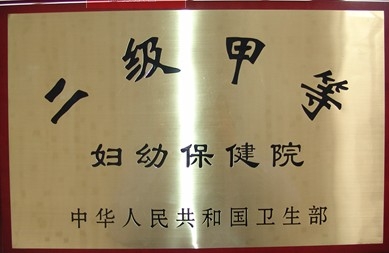 二级甲等
妇幼保健院
中华人民共和国卫生部